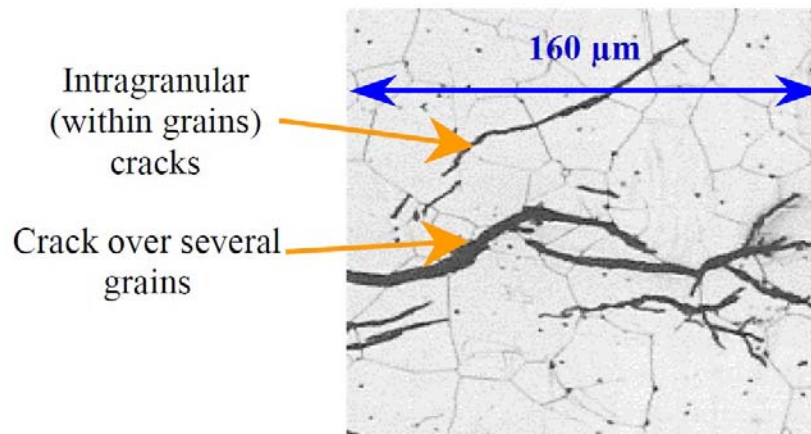 160 µm
Intragranular
(within grains)
cracks
Crack over several
grains